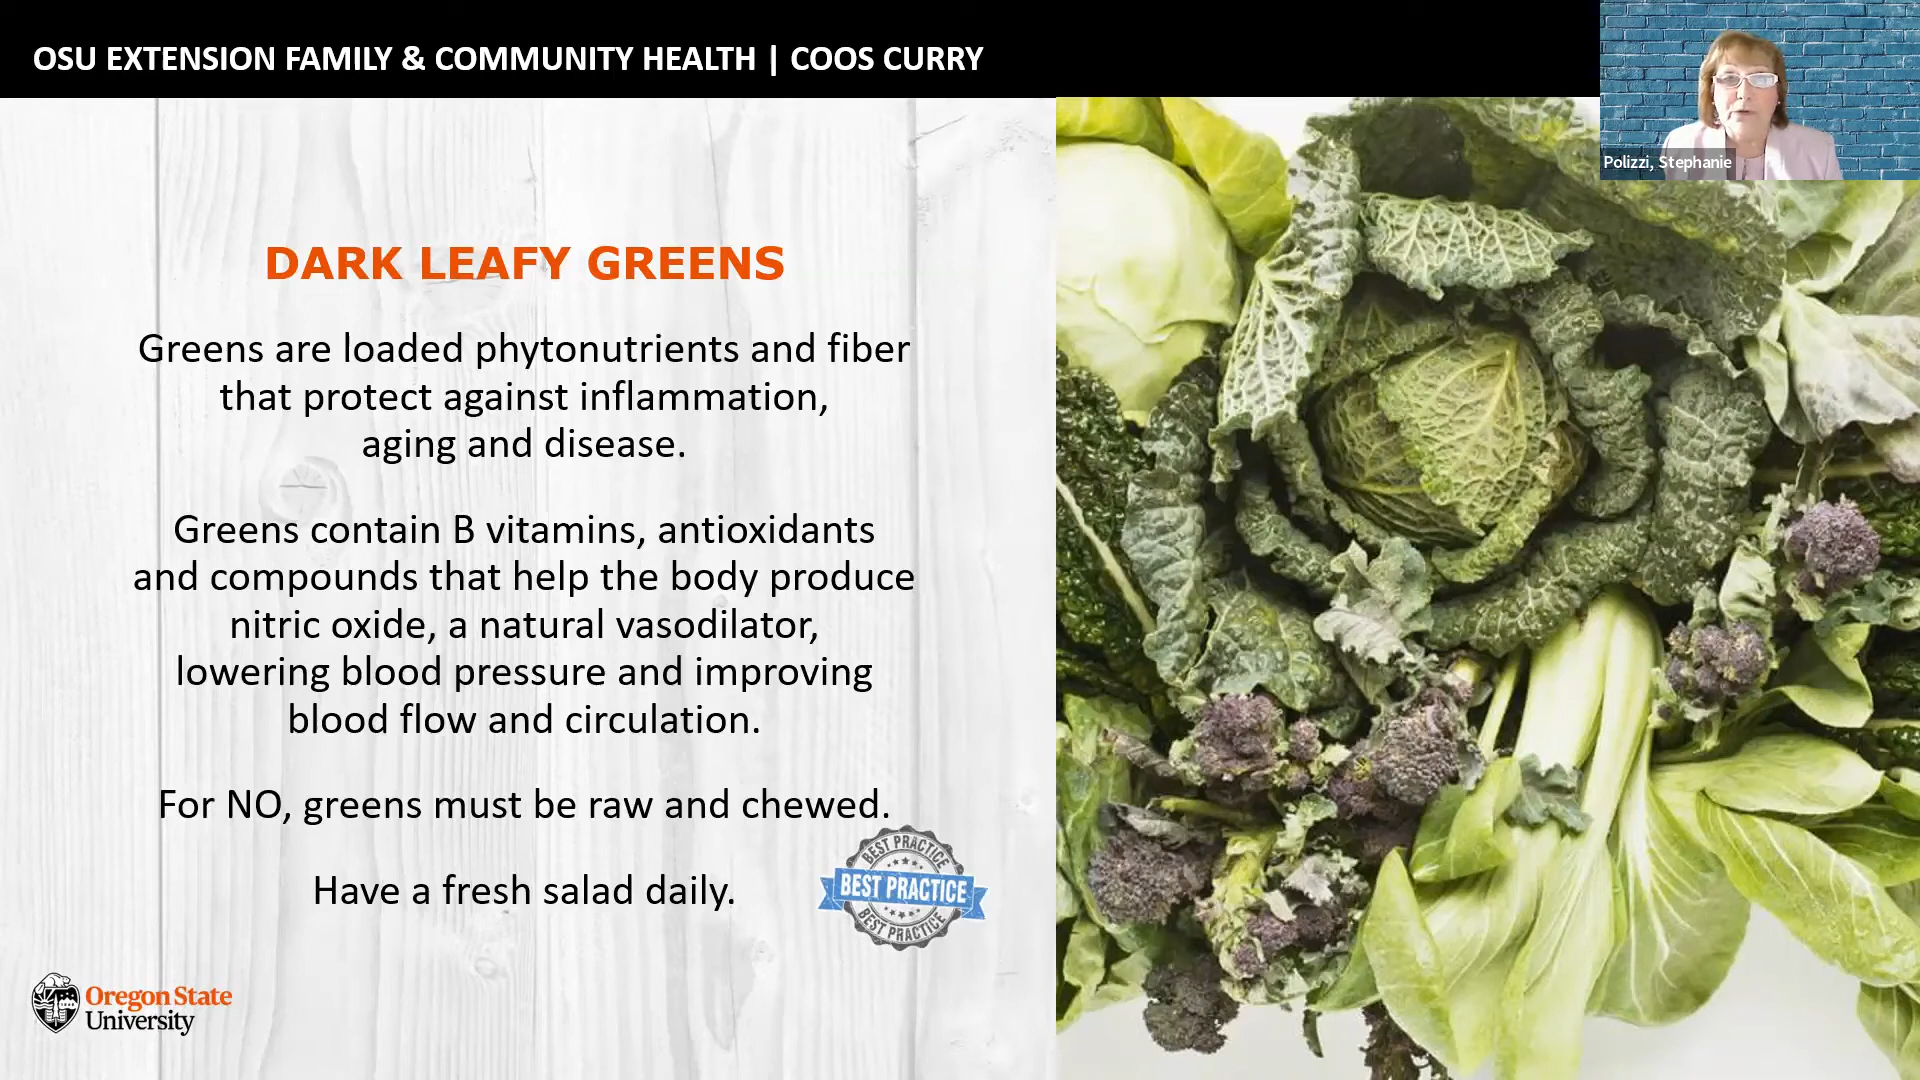 OSU EXTENSION FAMILY & COMMUNITY HEALTH | COOS CURRY
Polizzi, Stephanie
DARK LEAFY GREENS
Greens are loaded phytonutrients and fiber
that protect against inflammation,
aging and disease.
Greens contain B vitamins, antioxidants
and compounds that help the body produce
nitric oxide, a natural vasodilator,
lowering blood pressure and improving
blood flow and circulation.
For NO, greens must be raw and chewed.
Have a fresh salad daily.
BEST PRACTICE
BEST PRACTICE
BEST PRACTICE
Oregon State
University